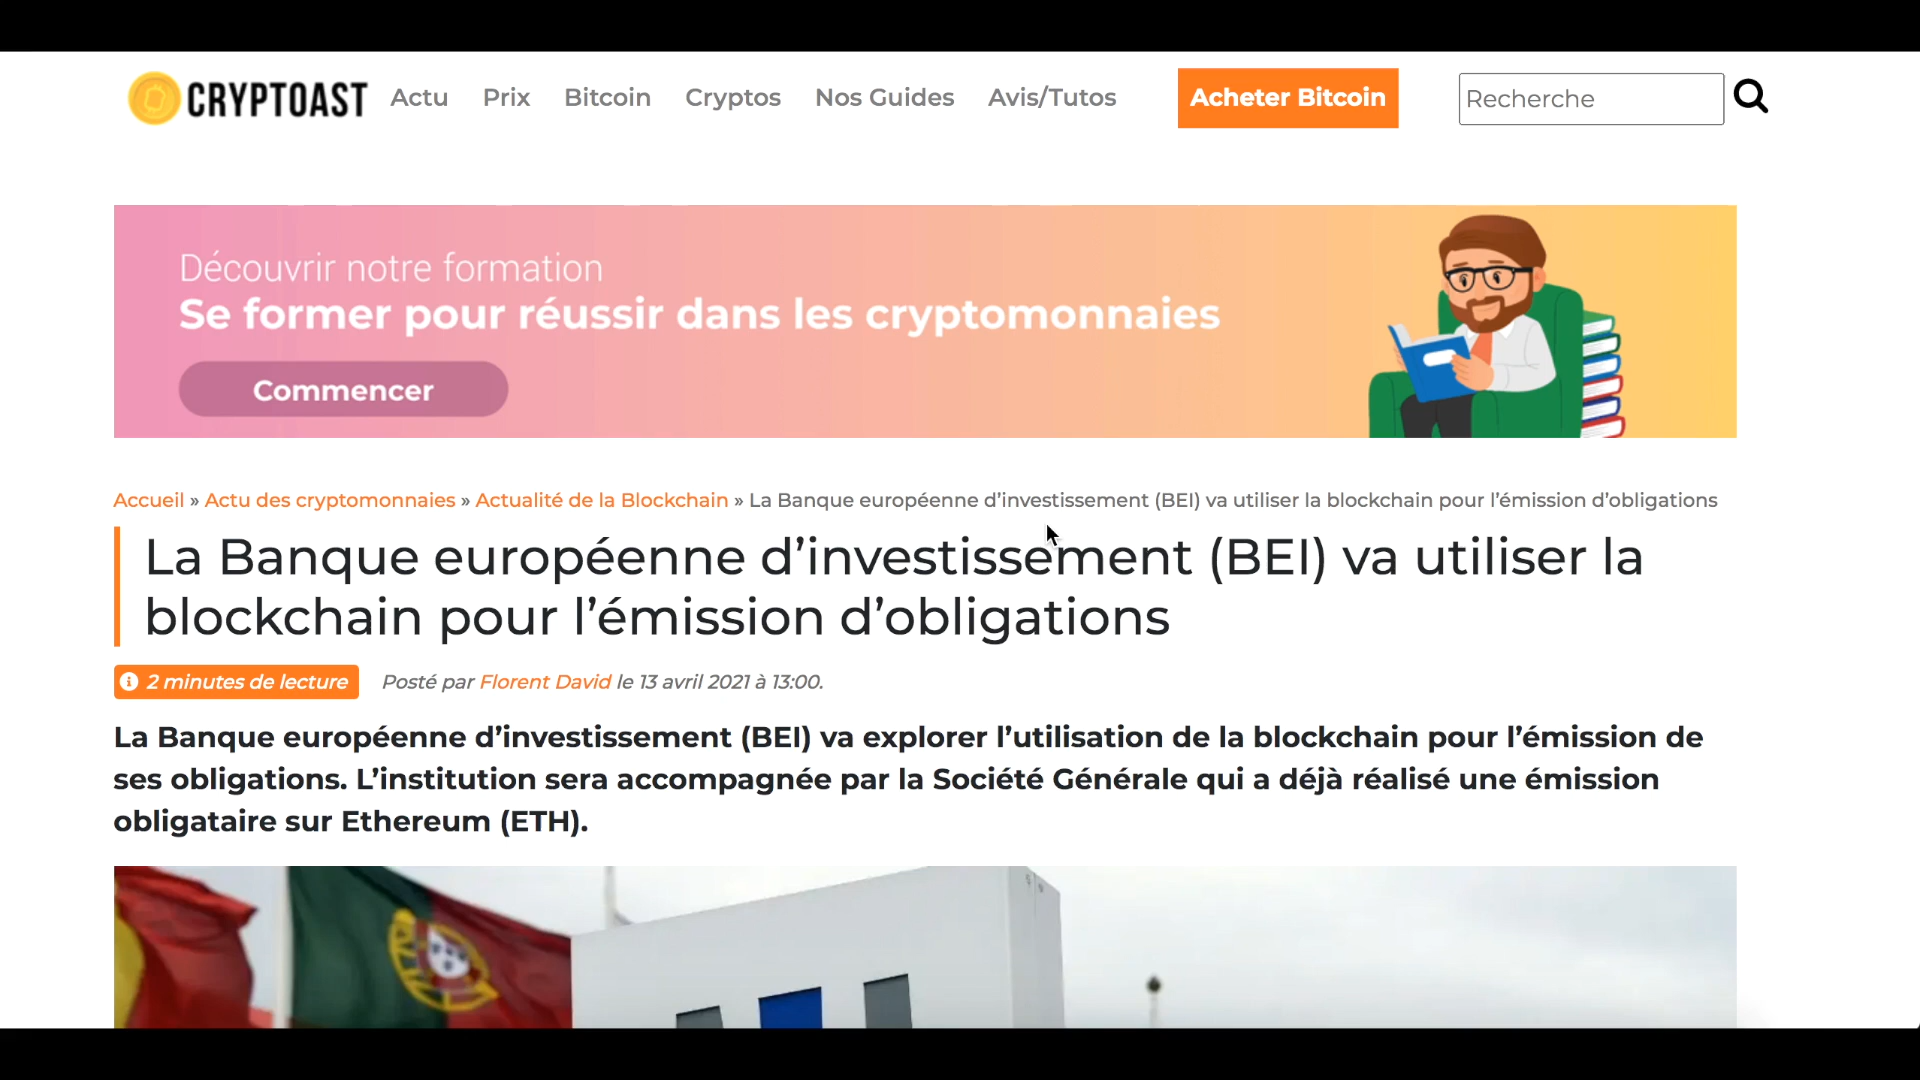 CRYPTOAST Actu Prix Bitcoin Cryptos Nos Guides Avis/Tutos Acheter Bitcoin Recherche
Découvrir notre formation
Se former pour réussir dans les cryptomonnaies
Commencer
Accueil » Actu des cryptomonnaies » Actualité de la Blockchain » La Banque européenne d’investissement (BEI) va utiliser la blockchain pour l’émission d’obligations
La Banque européenne d’investissement (BEI) va utiliser la
blockchain pour l’émission d’obligations
2 minutes de lecture Posté par Florent David le 13 avril 2021 à 13:00.
La Banque européenne d’investissement (BEI) va explorer l’utilisation de la blockchain pour l’émission de
ses obligations. L’institution sera accompagnée par la Société Générale qui a déjà réalisé une émission
obligataire sur Ethereum (ETH).